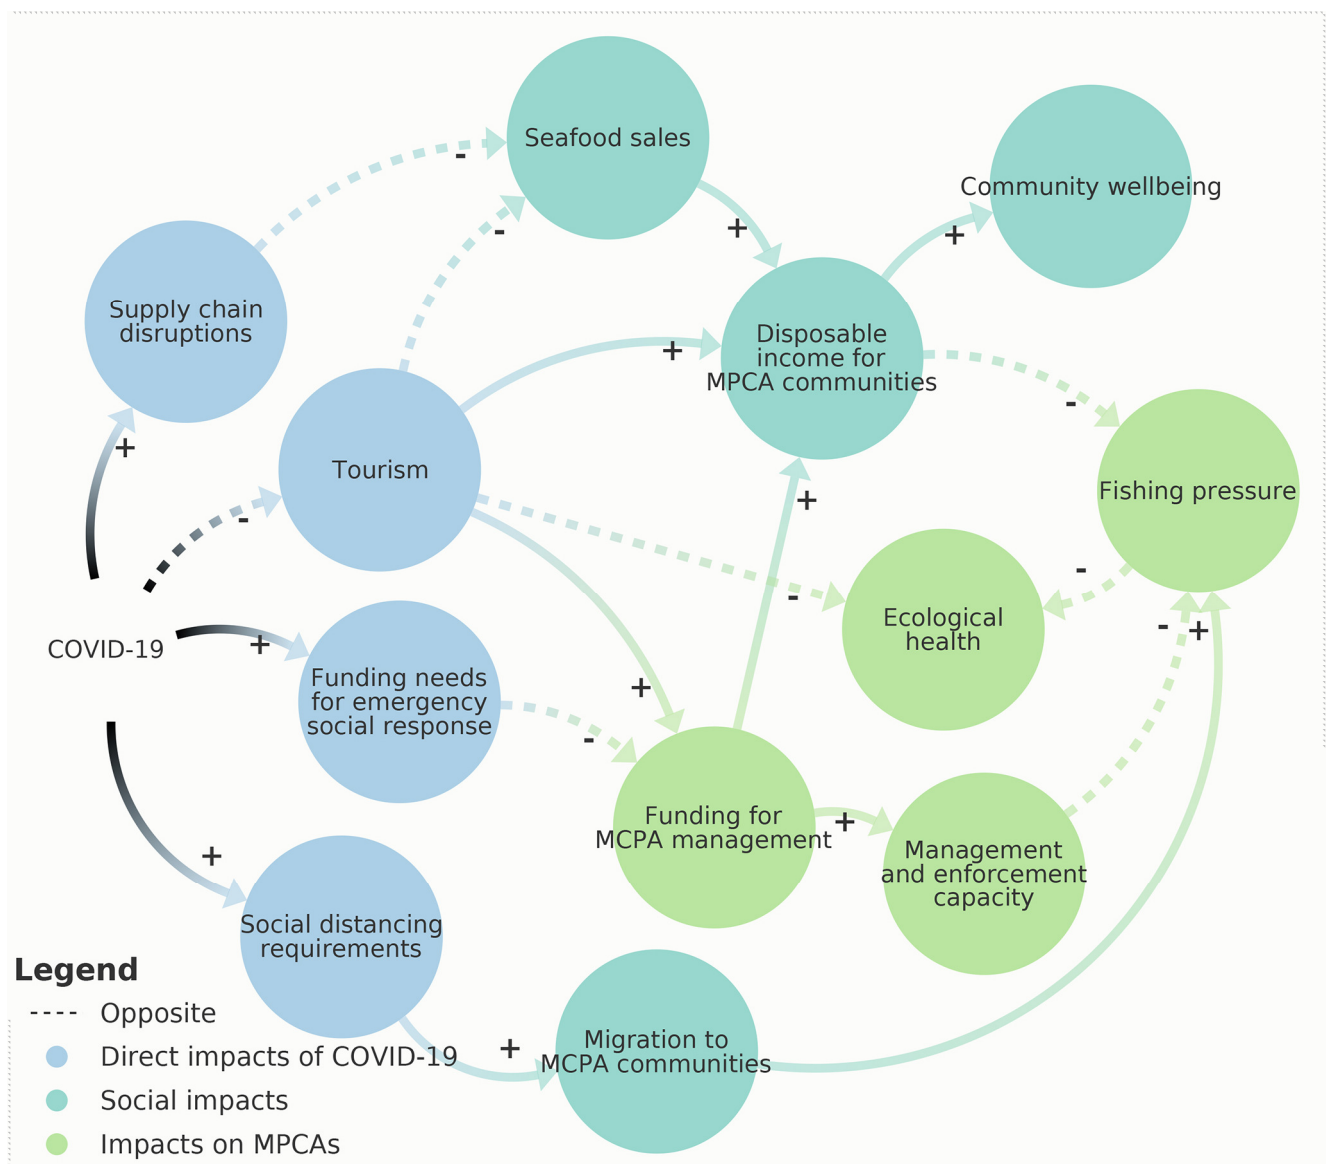 Seafood sales
-
Community wellbeing
-
+
+
Supply chain
disruptions
Disposable
income for
MPCA communities
+
-
+
Tourism
Fishing pressure
+
-
-
-
Ecological
health
-
+
+
COVID-19
Funding needs
for emergency
social response
+
-
Funding for
MCPA management
+
Management
and enforcement
capacity
+
Social distancing
requirements
Legend
Opposite
Direct impacts of COVID-19
Social impacts
Impacts on MPCAs
+
Migration to
MCPA communities